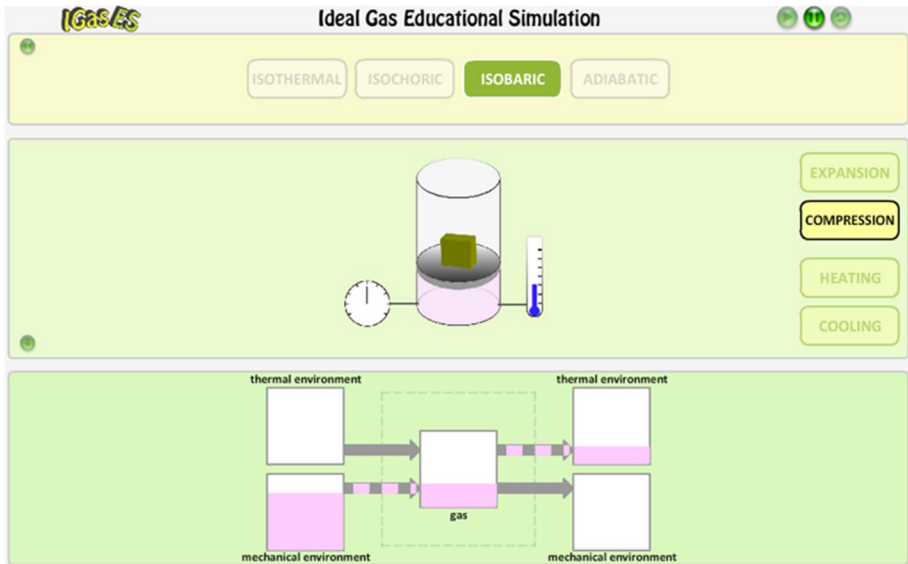 IGasES
Ideal Gas Educational Simulation
ISOTHERMAL
ISOCHORIC
ISOBARIC
ADIABATIC
EXPANSION
COMPRESSION
HEATING
COOLING
thermal environment
thermal environment
gas
mechanical environment
mechanical environment